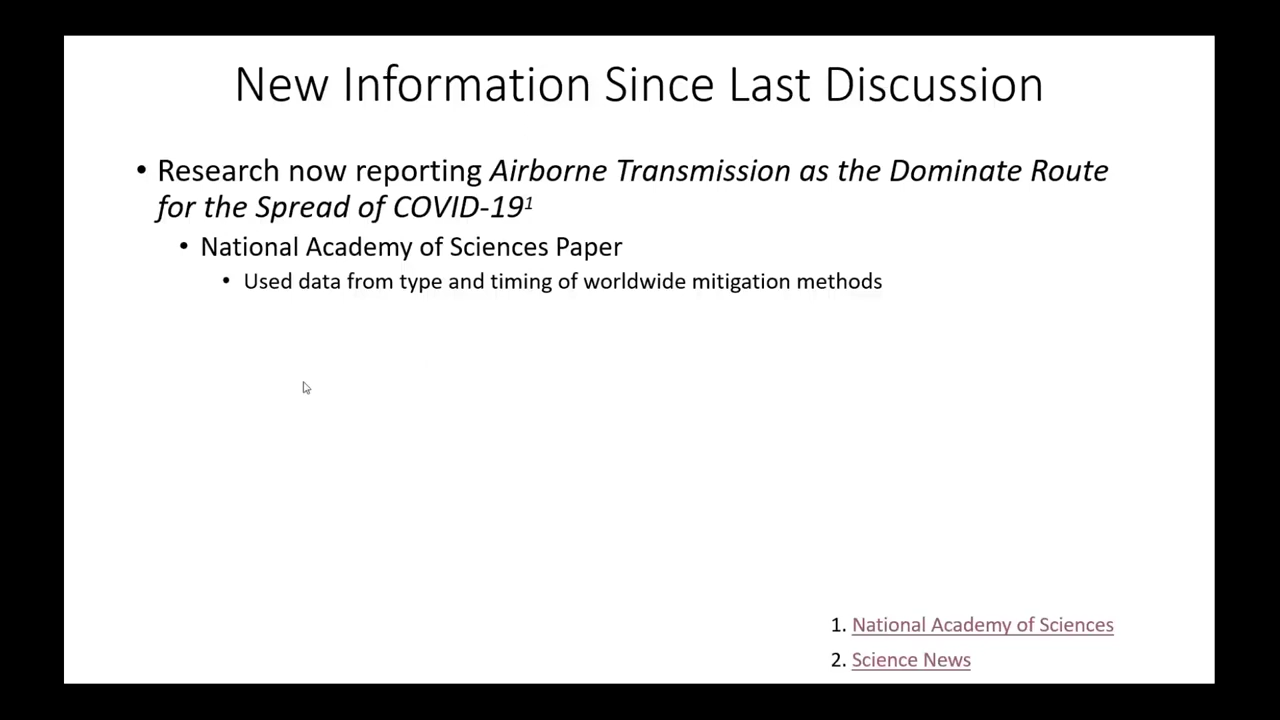 New Information Since Last Discussion
• Research now reporting Airborne Transmission as the Dominate Route
for the Spread of COVID-19¹
• National Academy of Sciences Paper
• Used data from type and timing of worldwide mitigation methods
1. National Academy of Sciences
2. Science News